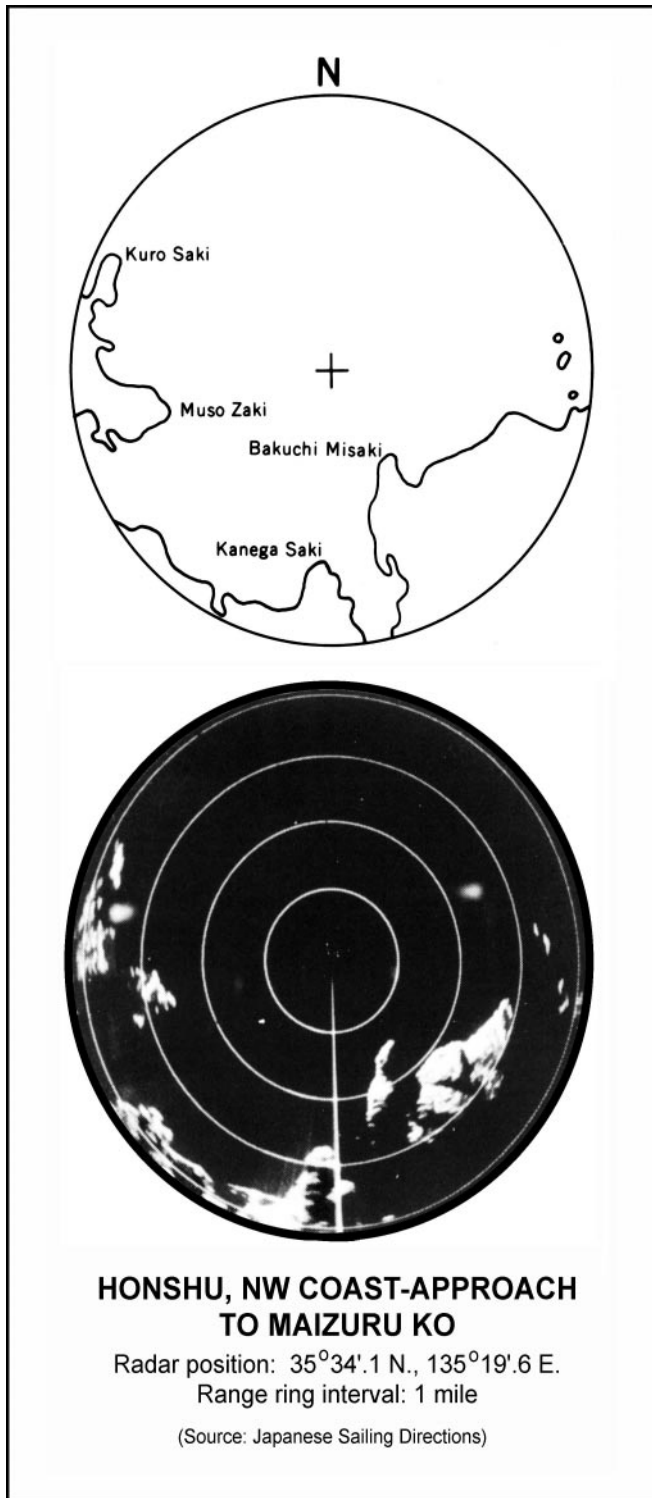 N
Kuro Saki
Muso Zaki
Bakuchi Misaki
Kanega Saki
HONSHU, NW COAST-APPROACH
TO MAIZURU KO
Radar position: 35°34'.1 N., 135°19'.6 E.
Range ring interval: 1 mile
(Source: Japanese Sailing Directions)